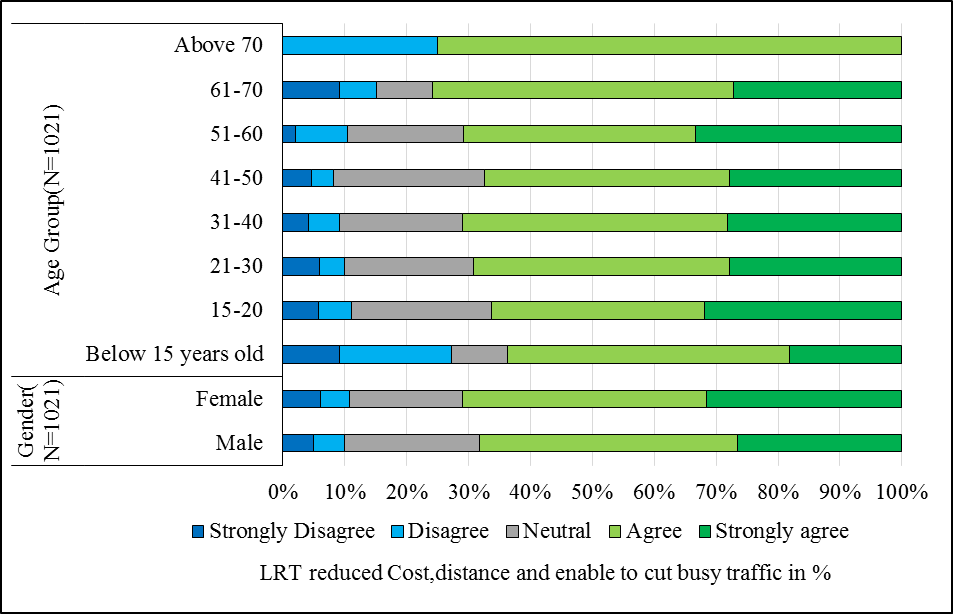 Age Group(N=1021)
Above 70
61-70
51-60
41-50
31-40
21-30
15-20
Below 15 years old
Gender(
N=1021)
Female
Male
0% 10% 20% 30% 40% 50% 60% 70% 80% 90% 100%
Strongly Disagree Disagree Neutral Agree Strongly agree
LRT reduced Cost,distance and enable to cut busy traffic in %